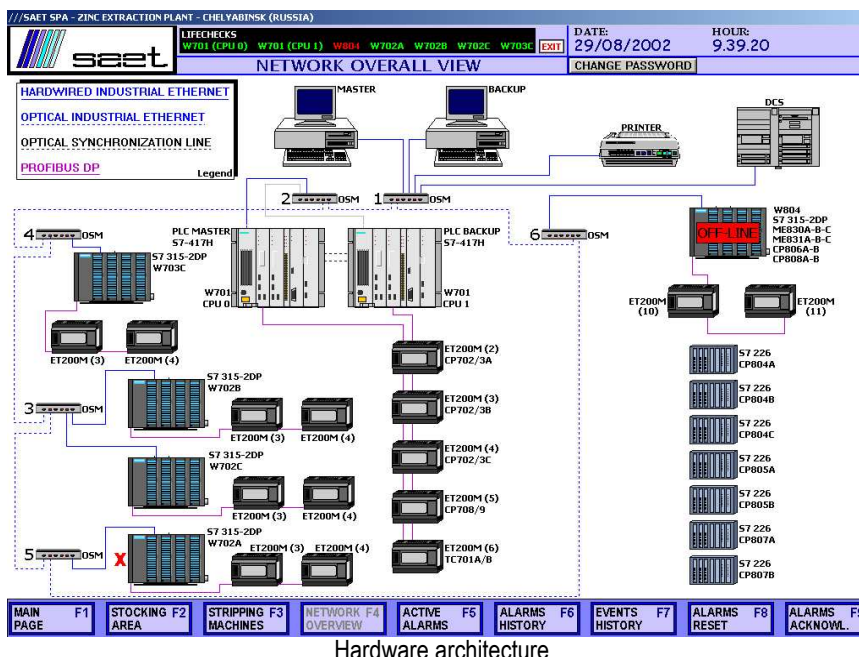 ///SAET SPA - ZINC EXTRACTION PLANT - CHELYABINSK (RUSSIA)
saet
LIFECHECKS
W701 (CPU 0) W701 (CPU 1) W804 W702A W702B W702C W703C EXIT
NETWORK OVERALL VIEW
DATE: HOUR:
29/08/2002 9.39.20
CHANGE PASSWORD
HARDWIRED INDUSTRIAL ETHERNET
OPTICAL INDUSTRIAL ETHERNET
OPTICAL SYNCHRONIZATION LINE
PROFIBUS DP
Legend
MASTER
BACKUP
PRINTER
DCS
2 OSM
1 OSM
4 OSM
6 OSM
PLC MASTER
S7-417H
W701
CPU 0
PLC BACKUP
S7-417H
W701
CPU 1
S7 315-2DP
W703C
ET200M (3) ET200M (4)
OFF-LINE
W804
S7 315-2DP
ME830A-B-C
ME831A-B-C
CP806A-B
CP808A-B
ET200M
(10)
ET200M
(11)
3 OSM
S7 315-2DP
W702B
ET200M (3) ET200M (4)
S7 315-2DP
W702C
ET200M (3) ET200M (4)
5 OSM
X
S7 315-2DP
W702A
ET200M (3) ET200M (4)
ET200M (2)
CP702/3A
ET200M (3)
CP702/3B
ET200M (4)
CP702/3C
ET200M (5)
CP708/9
ET200M (6)
TC701A/B
S7 226
CP804A
S7 226
CP804B
S7 226
CP804C
S7 226
CP805A
S7 226
CP805B
S7 226
CP807A
S7 226
CP807B
MAIN F1
PAGE
STOCKING F2
AREA
STRIPPING F3
MACHINES
NETWORK F4
OVERVIEW
ACTIVE F5
ALARMS
ALARMS F6
HISTORY
EVENTS F7
HISTORY
ALARMS F8
RESET
ALARMS F9
ACKNOWL.
Hardware architecture